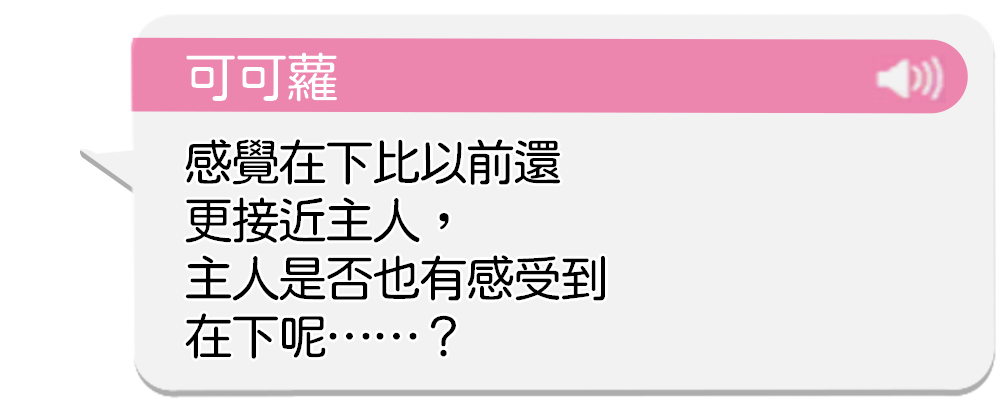 可可蘿
感覺在下比以前還
更接近主人，
主人是否也有感受到
在下呢……？